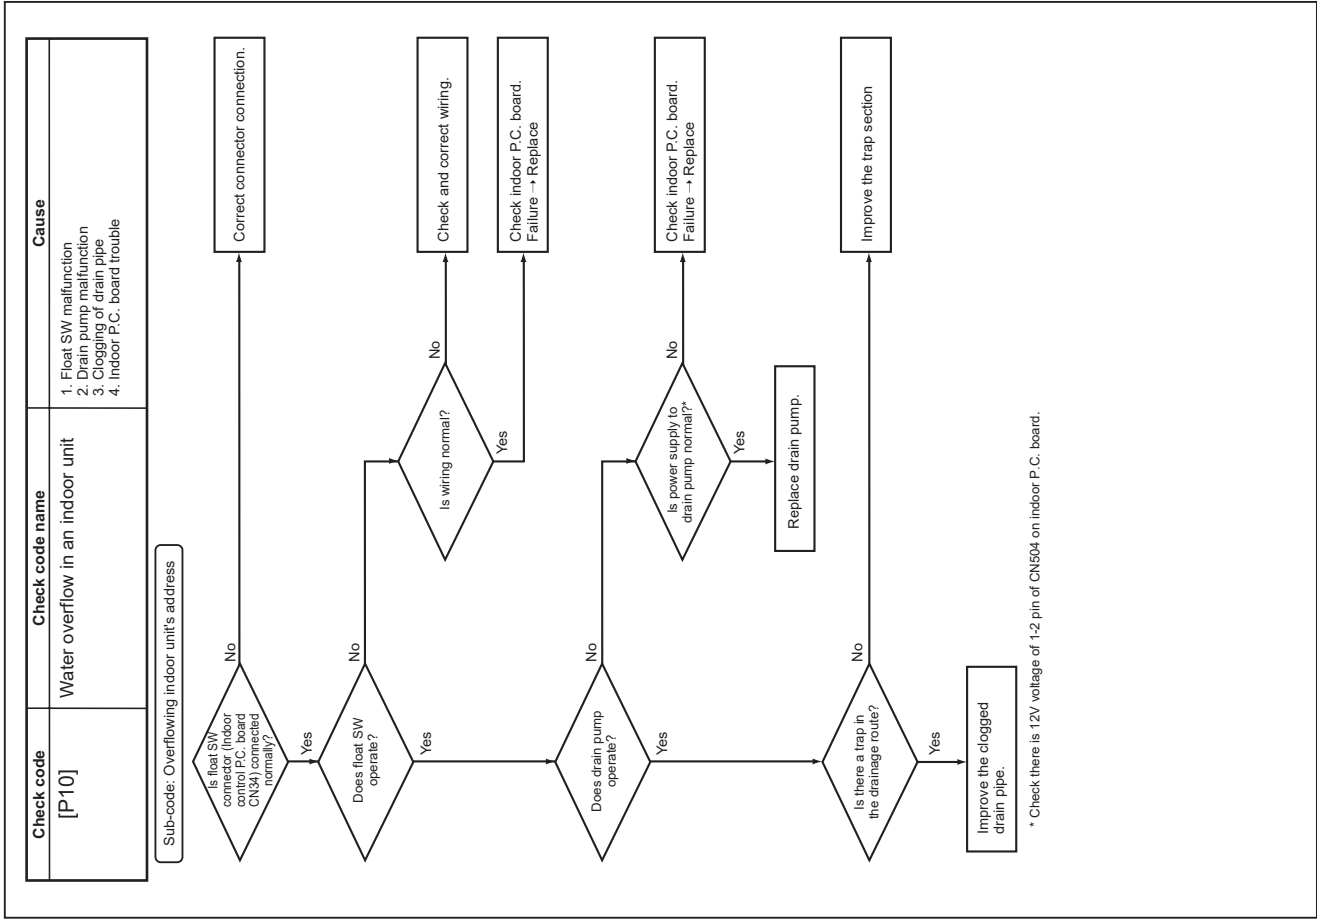 Check code
Check code name
Cause
[P10]
Water overflow in an indoor unit
1. Float SW malfunction
2. Drain pump malfunction
3. Clogging of drain pipe
4. Indoor P.C. board trouble
Sub-code: Overflowing indoor unit's address
Is float SW
connector (Indoor
control P.C. board
CN34) connected
normally?
No
Correct connector connection.
Yes
Does float SW
operate?
No
Is wiring normal?
No
Check and correct wiring.
Yes
Check indoor P.C. board.
Failure → Replace
Yes
Does drain pump
operate?
No
Is power supply to
drain pump normal?*
No
Check indoor P.C. board.
Failure → Replace
Yes
Replace drain pump.
Yes
Is there a trap in
the drainage route?
No
Improve the trap section
Yes
Improve the clogged
drain pipe.
* Check there is 12V voltage of 1-2 pin of CN504 on indoor P.C. board.